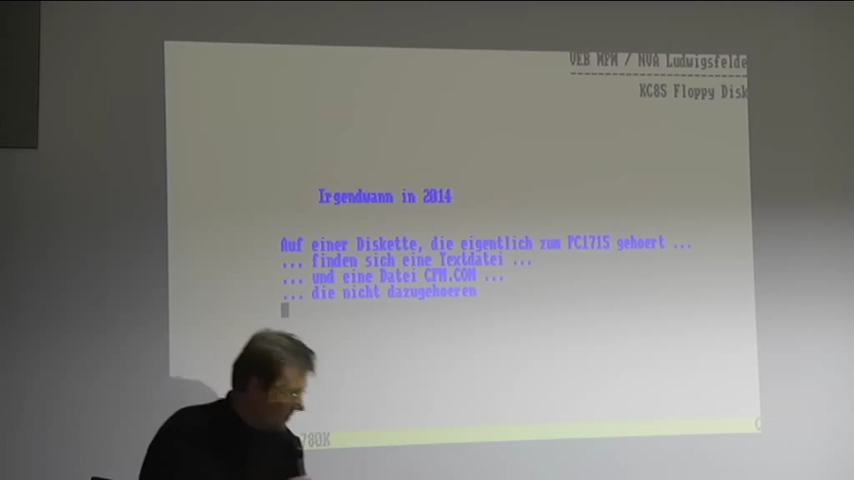 VEB MPM / NVA Ludwigsfelde
KC85 Floppy Disk
Irgendwann in 2014
Auf einer Diskette, die eigentlich zum PC1715 gehoert ...
... finden sich eine Textdatei ...
... und eine Datei CPM.COM ...
... die nicht dazugehoeren
780K